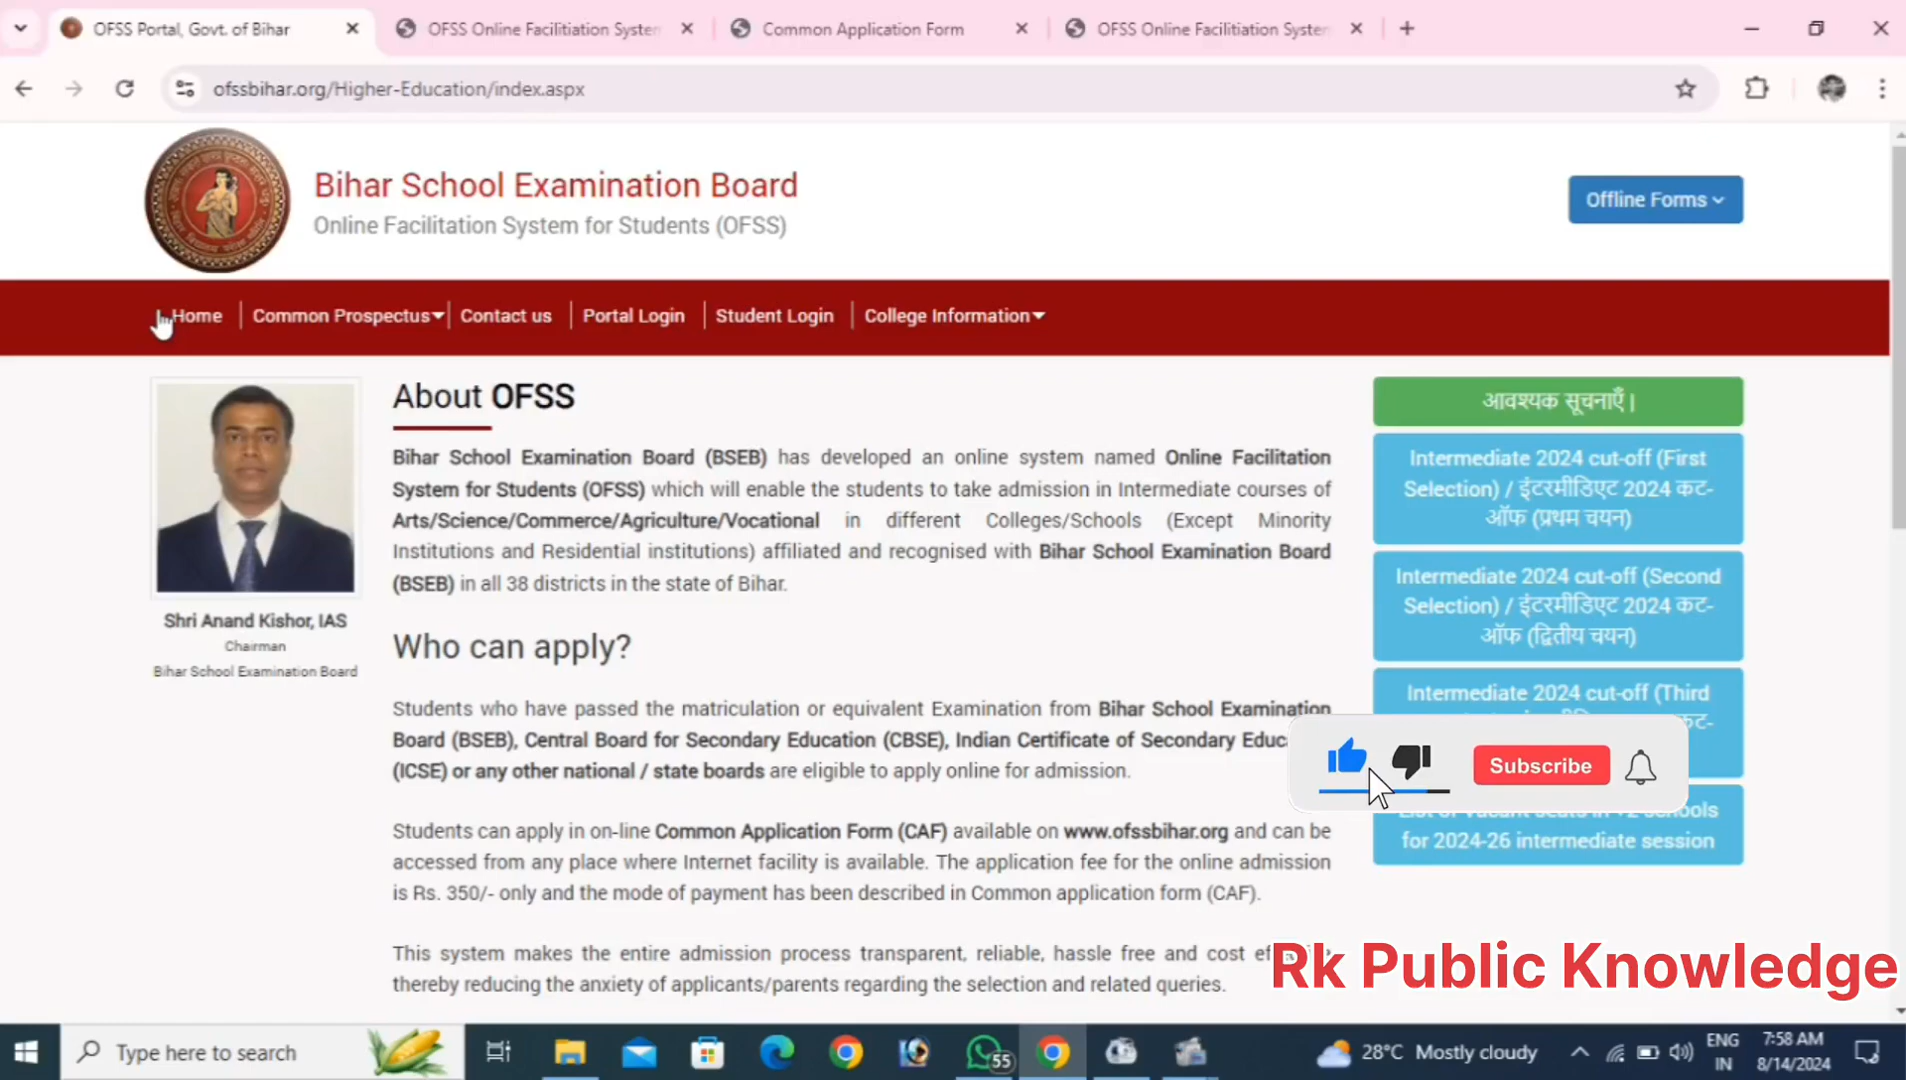 OFSS Portal, Govt. of Bihar
OFSS Online Facilitiation System
Common Application Form
OFSS Online Facilitiation System
ofssbihar.org/Higher-Education/index.aspx
Bihar School Examination Board
Online Facilitation System for Students (OFSS)
Offline Forms
Home
Common Prospectus
Contact us
Portal Login
Student Login
College Information
Shri Anand Kishor, IAS
Chairman
Bihar School Examination Board
About OFSS
Bihar School Examination Board (BSEB) has developed an online system named Online Facilitation
System for Students (OFSS) which will enable the students to take admission in Intermediate courses of
Arts/Science/Commerce/Agriculture/Vocational in different Colleges/Schools (Except Minority
Institutions and Residential institutions) affiliated and recognised with Bihar School Examination Board
(BSEB) in all 38 districts in the state of Bihar.
Who can apply?
Students who have passed the matriculation or equivalent Examination from Bihar School Examination
Board (BSEB), Central Board for Secondary Education (CBSE), Indian Certificate of Secondary Educa
(ICSE) or any other national / state boards are eligible to apply online for admission.
Students can apply in on-line Common Application Form (CAF) available on www.ofssbihar.org and can be
accessed from any place where Internet facility is available. The application fee for the online admission
is Rs. 350/- only and the mode of payment has been described in Common application form (CAF).
This system makes the entire admission process transparent, reliable, hassle free and cost
thereby reducing the anxiety of applicants/parents regarding the selection and related queries.
आवश्यक सूचनाएँ |
Intermediate 2024 cut-off (First
Selection) / इंटरमीडिएट 2024 कट-
ऑफ (प्रथम चयन)
Intermediate 2024 cut-off (Second
Selection) / इंटरमीडिएट 2024 कट-
ऑफ (द्वितीय चयन)
Intermediate 2024 cut-off (Third
कट-
List of vacant seats in +2 schools
for 2024-26 intermediate session
Subscribe
Rk Public Knowledge
Type here to search
55
28°C Mostly cloudy
ENG
IN
7:58 AM
8/14/2024